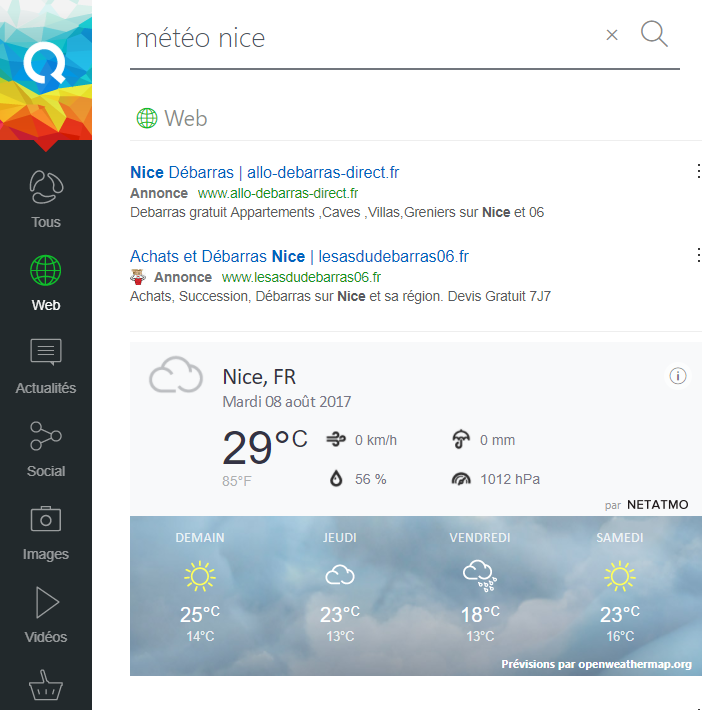 météo nice
Tous
Web
Actualités
Social
Images
Vidéos
Web
Nice Débarras | allo-debarras-direct.fr
Annonce www.allo-debarras-direct.fr
Debarras gratuit Appartements ,Caves ,Villas,Greniers sur Nice et 06
Achats et Débarras Nice | lesasdudebarras06.fr
Annonce www.lesasdudebarras06.fr
Achats, Succession, Débarras sur Nice et sa région. Devis Gratuit 7J7
Nice, FR
Mardi 08 août 2017
29°C 0 km/h 0 mm
85°F 56 % 1012 hPa
par NETATMO
DEMAIN JEUDI VENDREDI SAMEDI
25°C 23°C 18°C 23°C
14°C 13°C 13°C 16°C
Prévisions par openweathermap.org